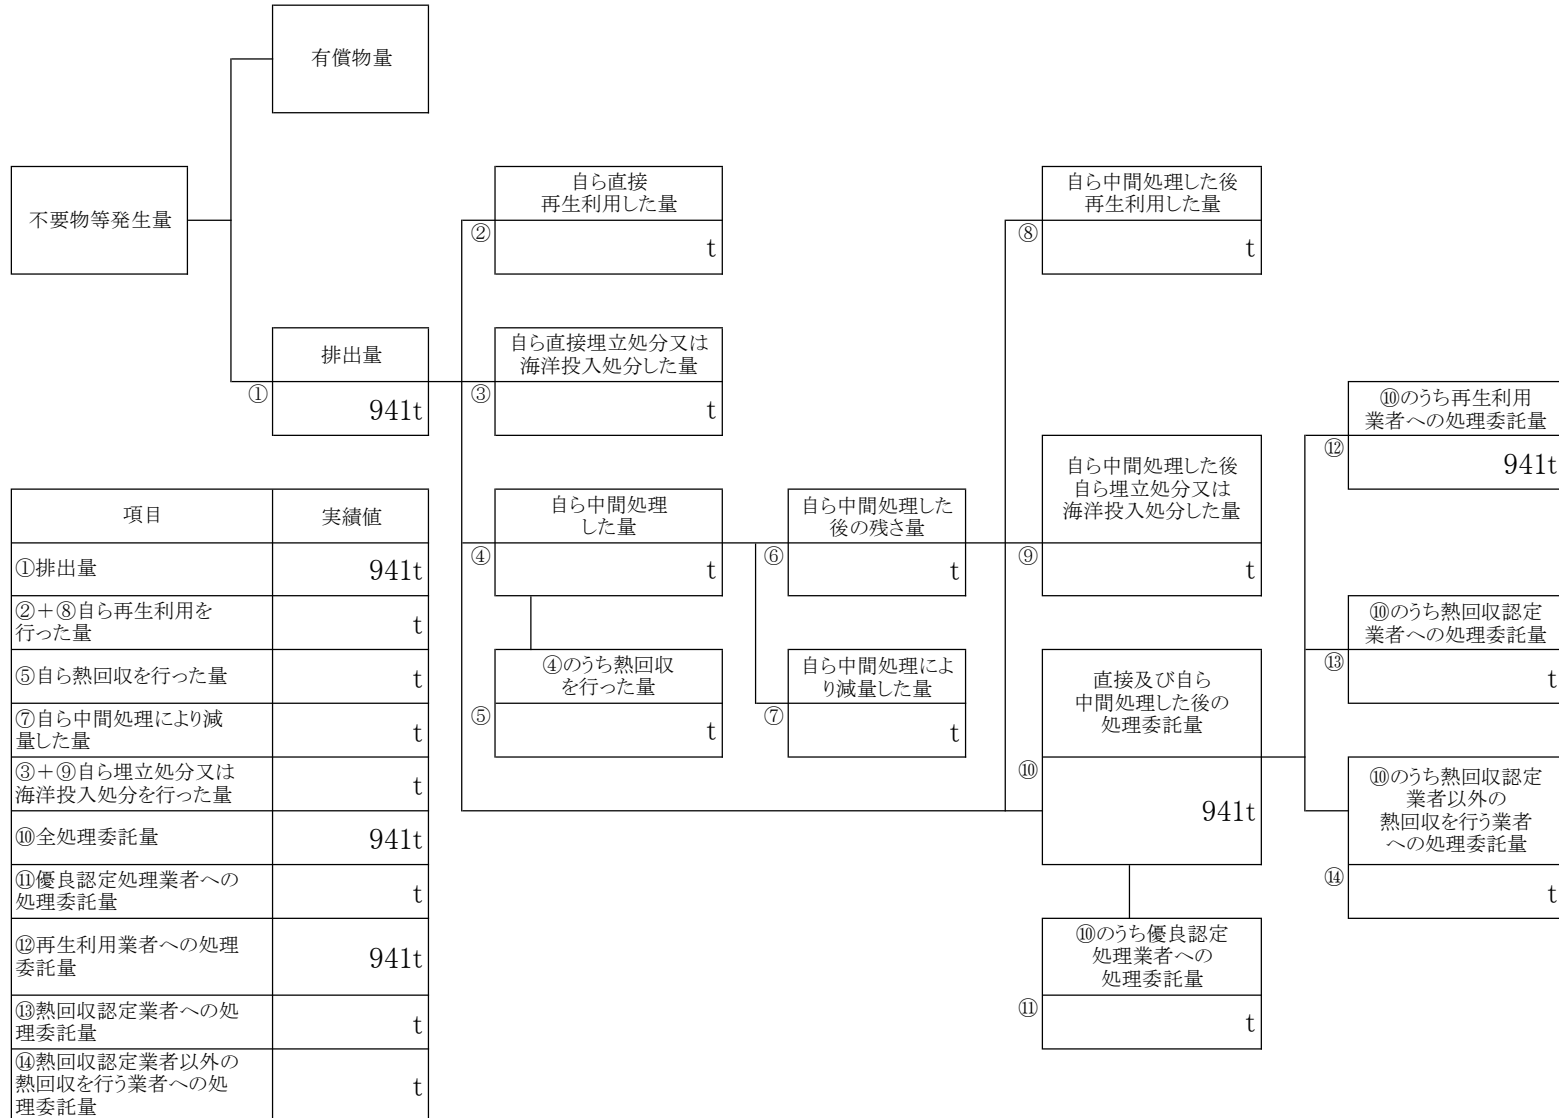 有償物量
不要物等発生量
自ら直接
再生利用した量
②
t
自ら中間処理した後
再生利用した量
⑧
t
排出量
①
941t
自ら直接埋立処分又は
海洋投入処分した量
③
t
⑩のうち再生利用
業者への処理委託量
⑫
941t
自ら中間処理
した量
④
t
自ら中間処理した
後の残さ量
⑥
t
自ら中間処理した後
自ら埋立処分又は
海洋投入処分した量
⑨
t
④のうち熱回収
を行った量
⑤
t
自ら中間処理によ
り減量した量
⑦
t
直接及び自ら
中間処理した後の
処理委託量
⑩
941t
⑩のうち熱回収認定
業者への処理委託量
⑬
t
⑩のうち熱回収認定
業者以外の
熱回収を行う業者
への処理委託量
⑭
t
⑩のうち優良認定
処理業者への
処理委託量
⑪
t
項目 実績値
①排出量 941t
②+⑧自ら再生利用を
行った量 t
⑤自ら熱回収を行った量 t
⑦自ら中間処理により減
量した量 t
③+⑨自ら埋立処分又は
海洋投入処分を行った量 t
⑩全処理委託量 941t
⑪優良認定処理業者への
処理委託量 t
⑫再生利用業者への処理
委託量 941t
⑬熱回収認定業者への処
理委託量 t
⑭熱回収認定業者以外の
熱回収を行う業者への処
理委託量 t